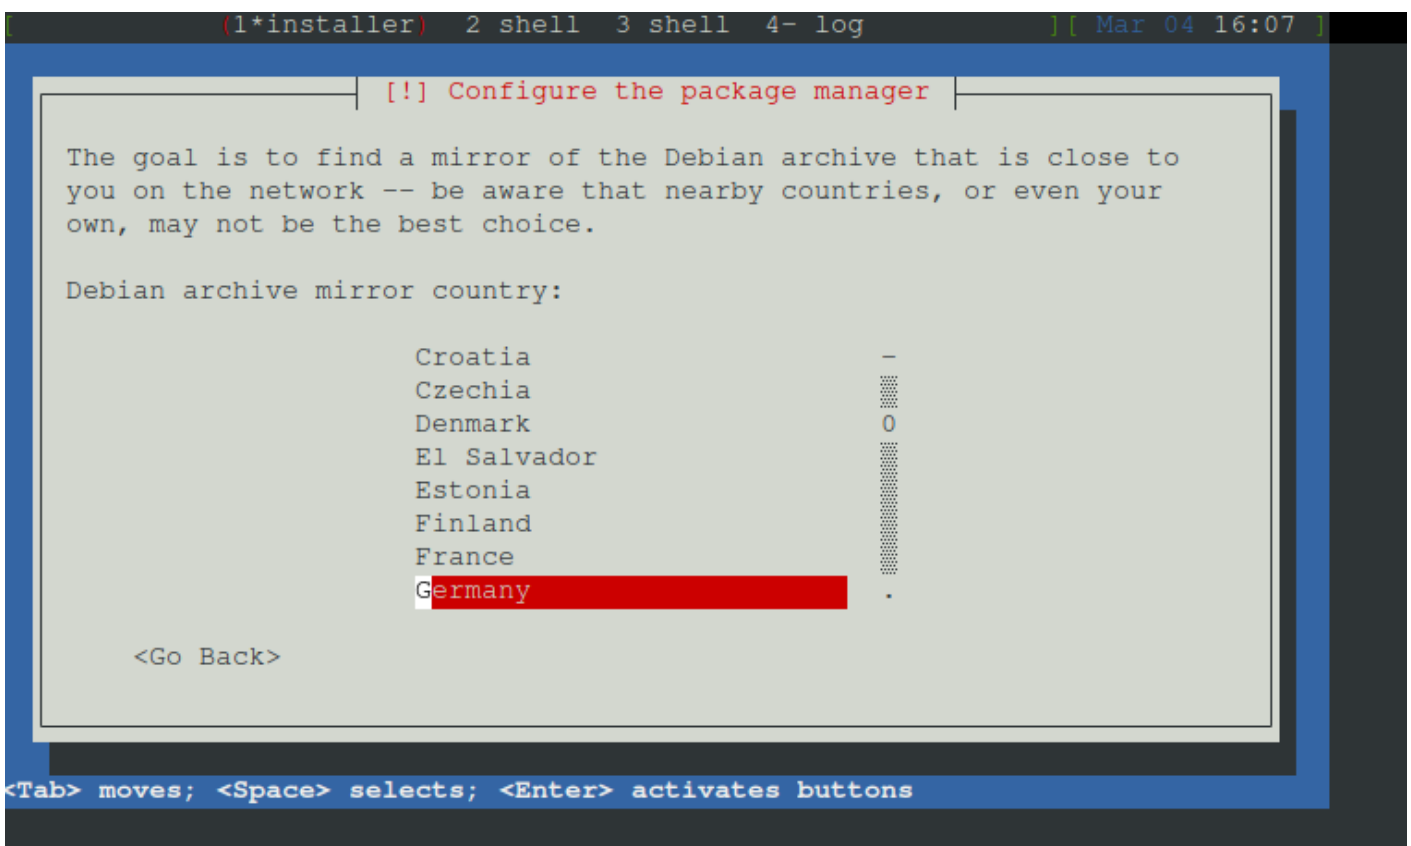 [ (1*installer) 2 shell 3 shell 4- log ][ Mar 04 16:07 ]
[!] Configure the package manager
The goal is to find a mirror of the Debian archive that is close to
you on the network -- be aware that nearby countries, or even your
own, may not be the best choice.
Debian archive mirror country:
Croatia -
Czechia
Denmark 0
El Salvador
Estonia
Finland
France
Germany .
<Go Back>
<Tab> moves; <Space> selects; <Enter> activates buttons